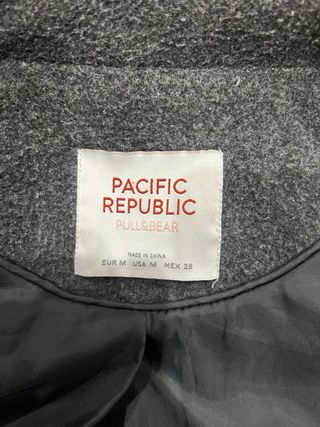 PACIFIC
REPUBLIC
PULL&BEAR
MADE IN CHINA
EUR M USA M MEX 28